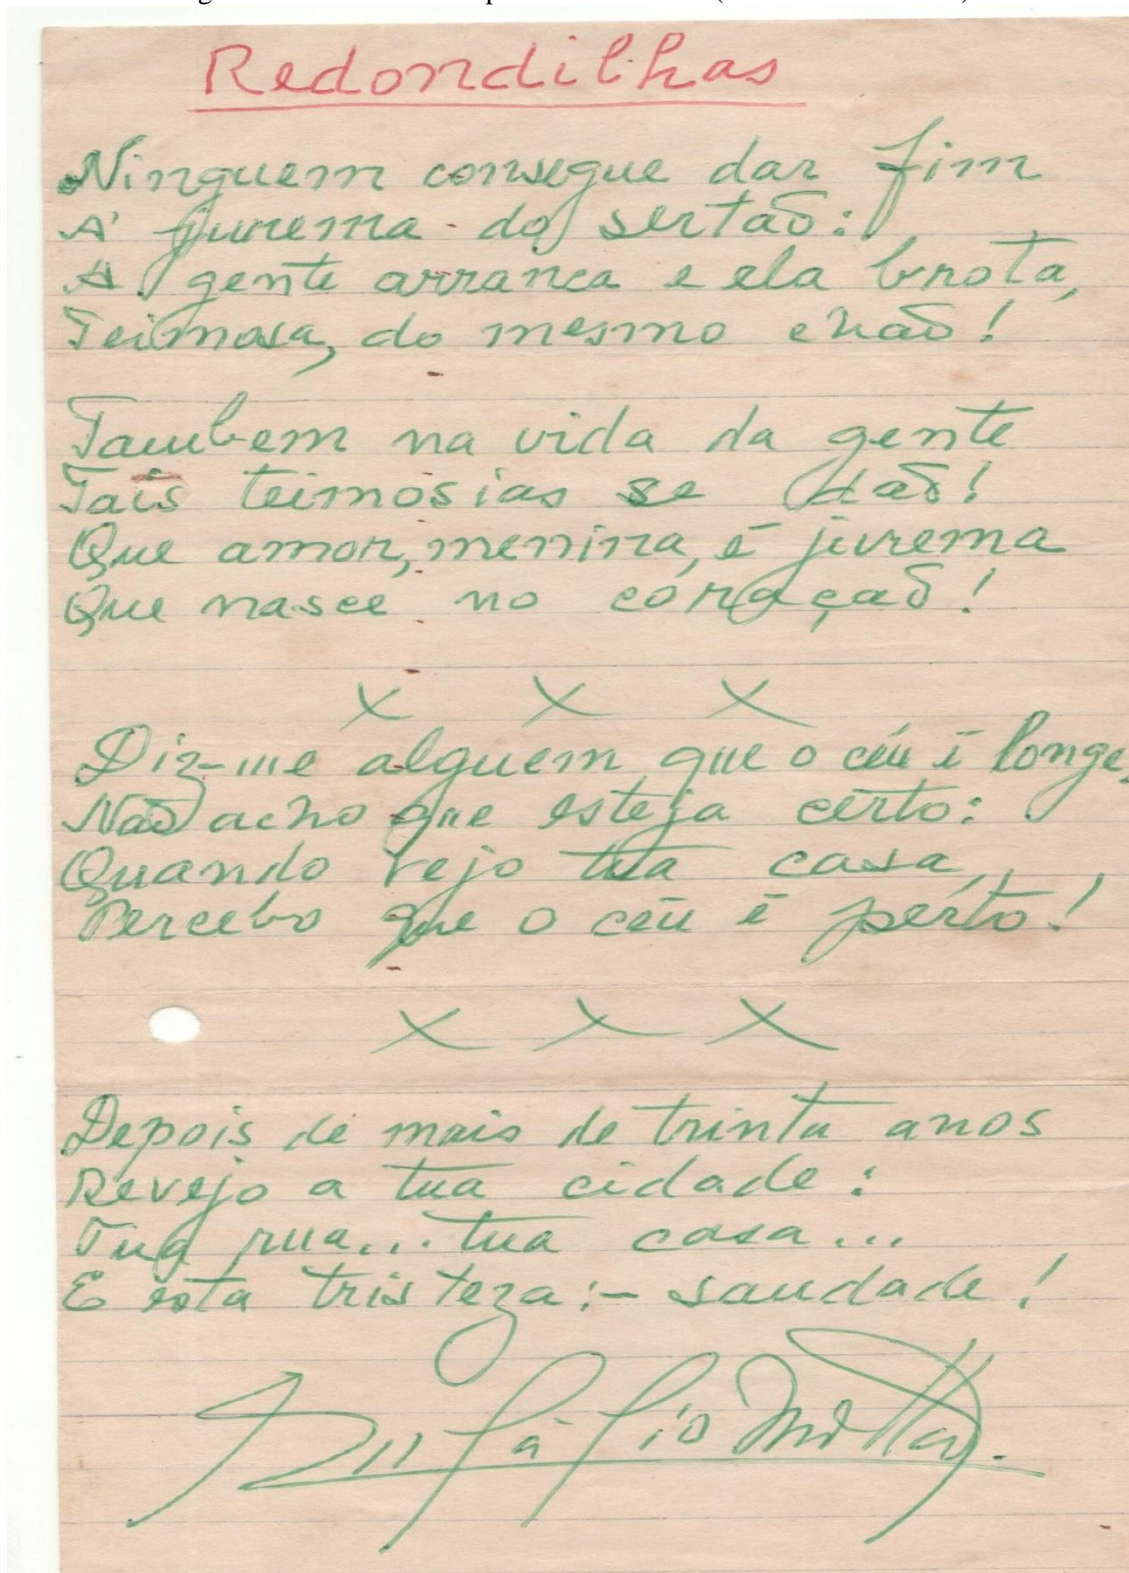 Redondilhas
Ninguem consegue dar fim
A' jurema do sertão:
A gente arranca e ela brota,
Teimosa, do mesmo chão!
Tambem na vida da gente
Tais teimosias se dão!
Que amor, menina, é jurema
Que nasce no coração!
X X X
Diz-me alguem que o céu é longe,
Não acho que esteja certo:
Quando vejo tua casa,
Percebo que o céu é perto!
X X X
Depois de mais de trinta anos
Revejo a tua cidade:
Tua rua... tua casa...
E esta tristeza:- saudade!